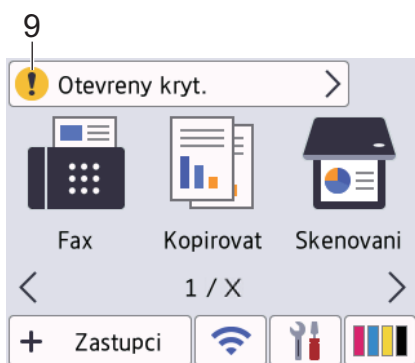 9
Otevreny kryt.
Fax Kopirovat Skenovani
1 / X
+ Zastupci